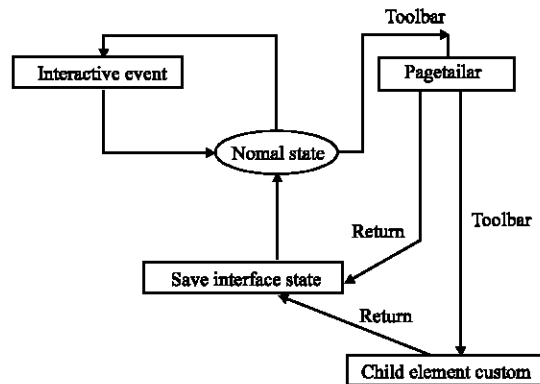 Toolbar
Interactive event
Pagetailar
Nomal state
Return
Toolbar
Save interface state
Return
Child element custom